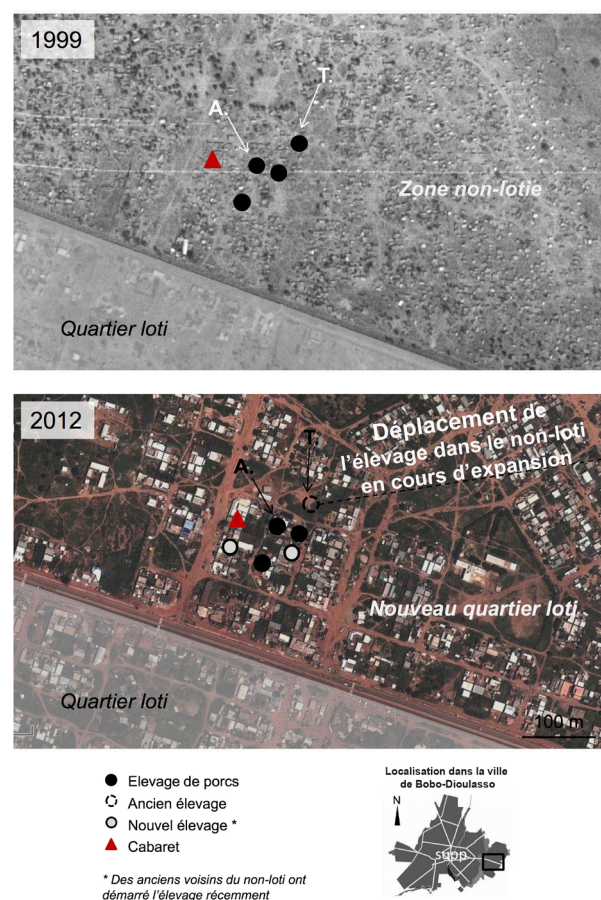 1999
T.
A.
Zone non-lotie
Quartier loti
2012
Déplacement de
l'élevage dans le non-loti
en cours d'expansion
T.
A.
Nouveau quartier loti
Quartier loti
100 m
Elevage de porcs
Ancien élevage
Nouvel élevage *
Cabaret
* Des anciens voisins du non-loti ont
démarré l'élevage récemment
Localisation dans la ville
de Bobo-Dioulasso
N